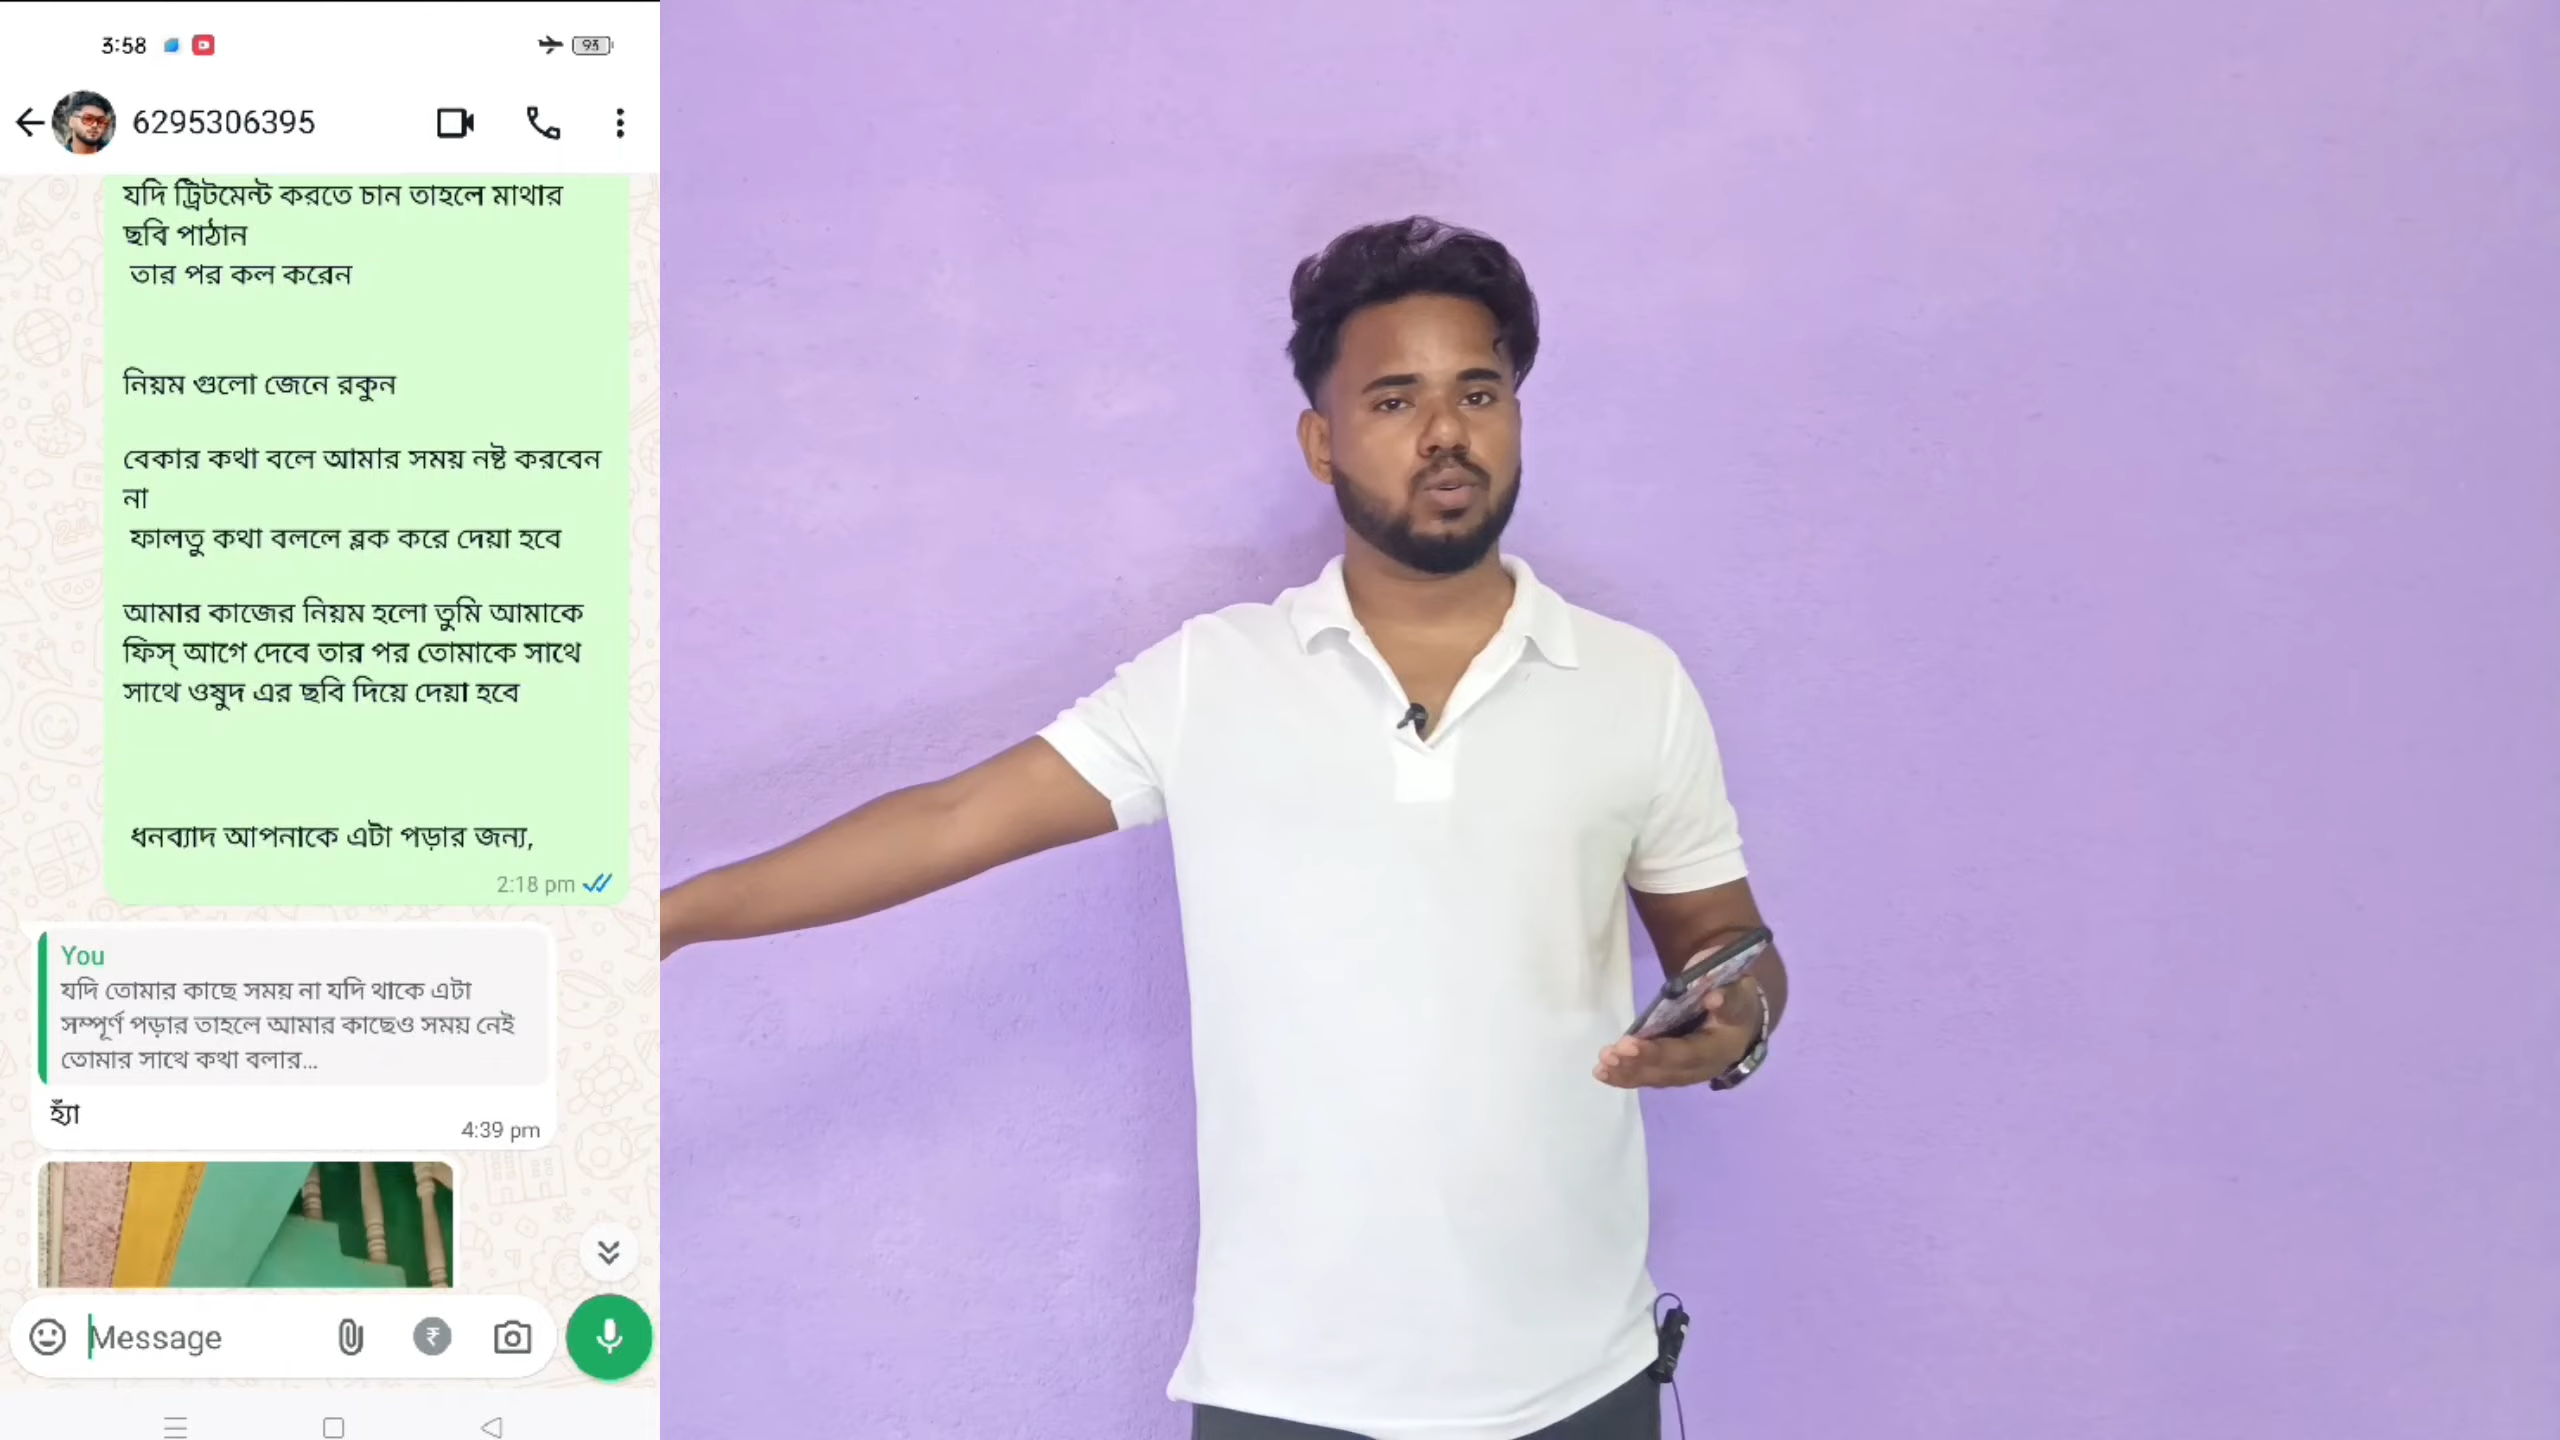 3:58
93
6295306395
যদি ট্রিটমেন্ট করতে চান তাহলে মাথার
ছবি পাঠান
তার পর কল করেন
নিয়ম গুলো জেনে রকুন
বেকার কথা বলে আমার সময় নষ্ট করবেন
না
ফালতু কথা বললে ব্লক করে দেয়া হবে
আমার কাজের নিয়ম হলো তুমি আমাকে
ফিস্ আগে দেবে তার পর তোমাকে সাথে
সাথে ওষুদ এর ছবি দিয়ে দেয়া হবে
ধনব্যাদ আপনাকে এটা পড়ার জন্য,
2:18 pm
You
যদি তোমার কাছে সময় না যদি থাকে এটা
সম্পূর্ণ পড়ার তাহলে আমার কাছেও সময় নেই
তোমার সাথে কথা বলার...
হ্যাঁ
4:39 pm
Message